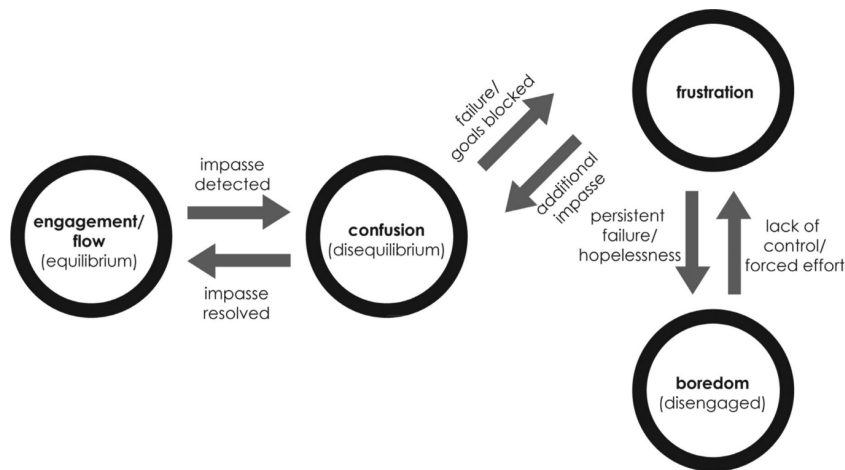 engagement/
flow
(equilibrium)
impasse
detected
impasse
resolved
confusion
(disequilibrium)
failure/
goals blocked
additional
impasse
frustration
persistent
failure/
hopelessness
lack of
control/
forced effort
boredom
(disengaged)